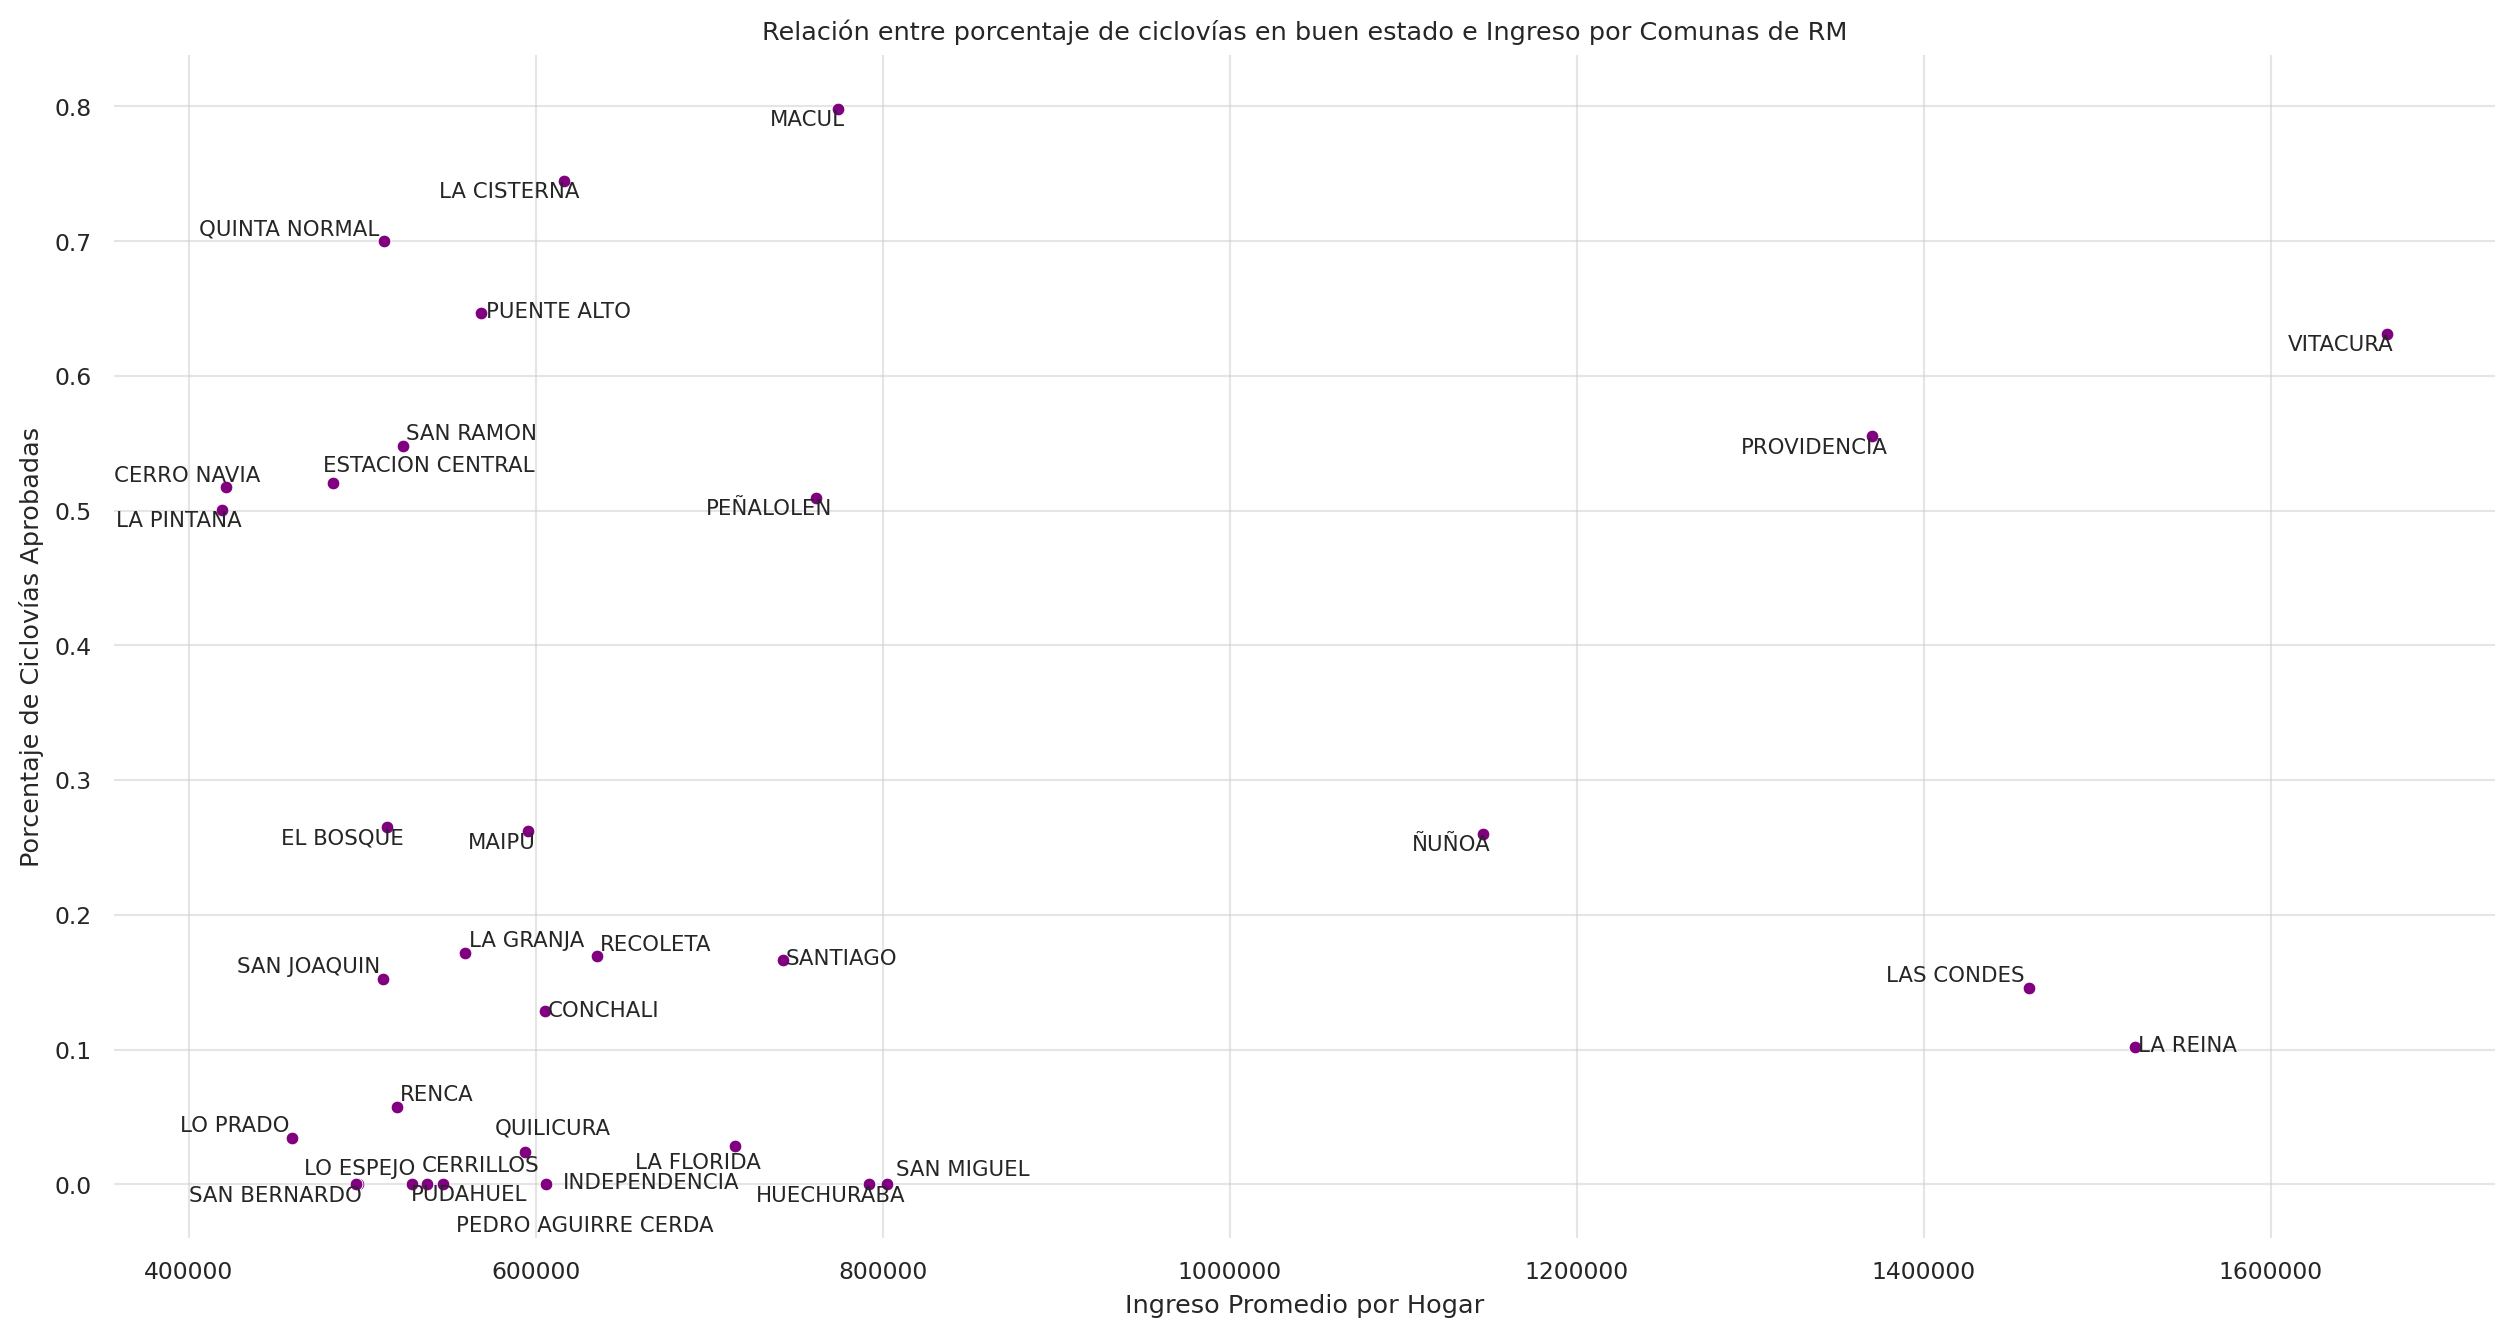 Relación entre porcentaje de ciclovías en buen estado e Ingreso por Comunas de RM
Porcentaje de Ciclovías Aprobadas
0.8
0.7
0.6
0.5
0.4
0.3
0.2
0.1
0.0
MACUL
LA CISTERNA
QUINTA NORMAL
PUENTE ALTO
VITACURA
SAN RAMON
PROVIDENCIA
ESTACION CENTRAL
CERRO NAVIA
PEÑALOLEN
LA PINTANA
EL BOSQUE
MAIPU
ÑUÑOA
LA GRANJA
RECOLETA
SANTIAGO
SAN JOAQUIN
LAS CONDES
CONCHALI
LA REINA
RENCA
LO PRADO
QUILICURA
LA FLORIDA
LO ESPEJO
CERRILLOS
SAN MIGUEL
INDEPENDENCIA
SAN BERNARDO
PUDAHUEL
HUECHURABA
PEDRO AGUIRRE CERDA
400000
600000
800000
1000000
1200000
1400000
1600000
Ingreso Promedio por Hogar